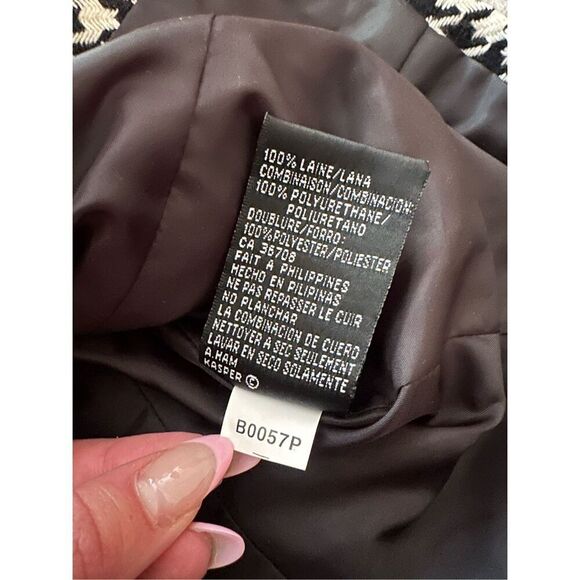 100% LAINE/LANA
COMBINAISON/COMBINACION
100% POLYURETHANE/
POLIURETANO
DOUBLURE/FORRO:
100%POLYESTER/POLIESTER
CA 36708
FAIT À PHILIPPINES
HECHO EN PILIPINAS
NE PAS REPASSER LE CUIR
NO PLANCHAR
LA COMBINACION DE CUERO
NETTOYER A SEC SEULEMENT
LAVAR EN SECO SOLAMENTE
A.HAM
KASPER ©
B0057P